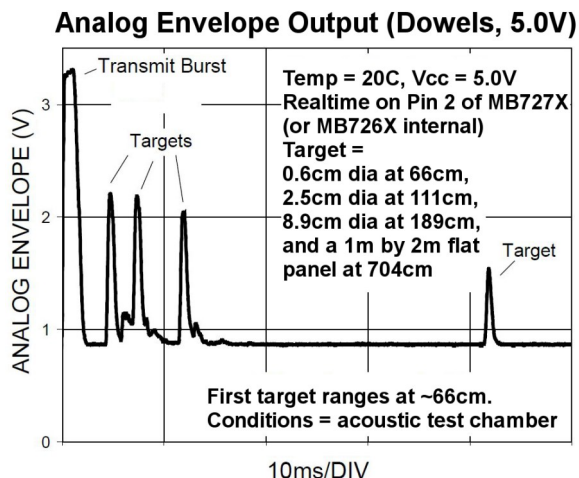 Analog Envelope Output (Dowels, 5.0V)
Transmit Burst
Temp = 20C, Vcc = 5.0V
Realtime on Pin 2 of MB727X
(or MB726X internal)
Target =
0.6cm dia at 66cm,
2.5cm dia at 111cm,
8.9cm dia at 189cm,
and a 1m by 2m flat
panel at 704cm
Targets
Target
ANALOG ENVELOPE (V)
3
2
1
0
First target ranges at ~66cm.
Conditions = acoustic test chamber
10ms/DIV